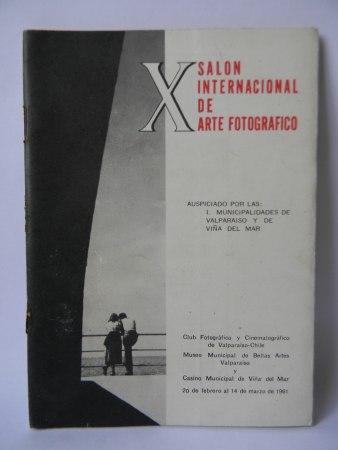 X SALON
INTERNACIONAL
DE
ARTE FOTOGRAFICO
AUSPICIADO POR LAS:
I. MUNICIPALIDADES DE
VALPARAISO Y DE
VIÑA DEL MAR
Club Fotográfico y Cinematográfico
de Valparaíso-Chile
Museo Municipal de Bellas Artes
Valparaíso
y
Casino Municipal de Viña del Mar
20 de febrero al 14 de marzo de 1961